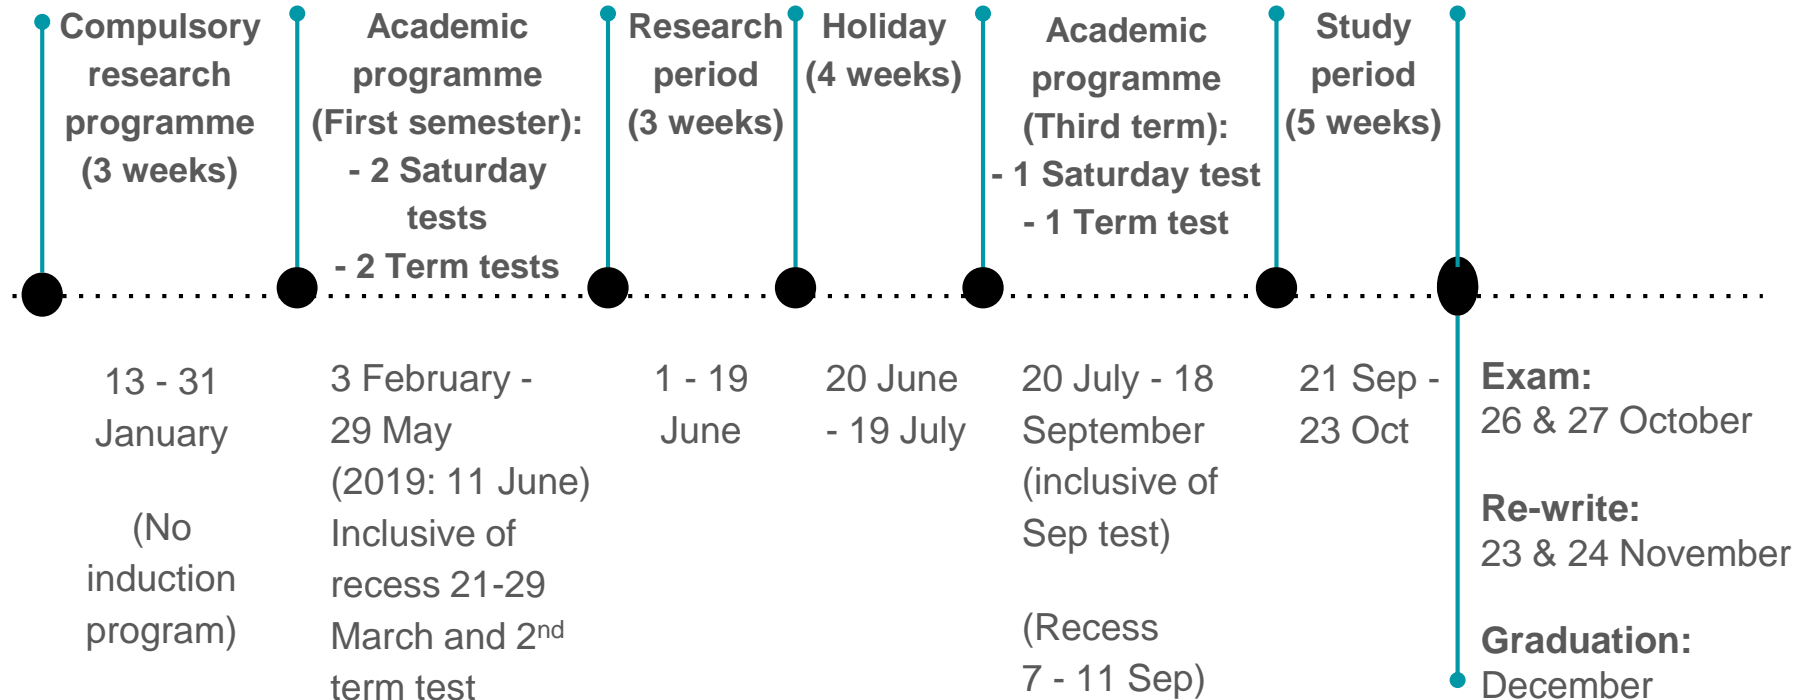 Compulsory
research
programme
(3 weeks)
Academic
programme
(First semester):
- 2 Saturday
tests
- 2 Term tests
Research
period
(3 weeks)
Holiday
(4 weeks)
Academic
programme
(Third term):
- 1 Saturday test
- 1 Term test
Study
period
(5 weeks)
13 - 31
January
(No
induction
program)
3 February -
29 May
(2019: 11 June)
Inclusive of
recess 21-29
March and 2nd
term test
1 - 19
June
20 June
- 19 July
20 July - 18
September
(inclusive of
Sep test)
(Recess
7 - 11 Sep)
21 Sep -
23 Oct
Exam:
26 & 27 October
Re-write:
23 & 24 November
Graduation:
December